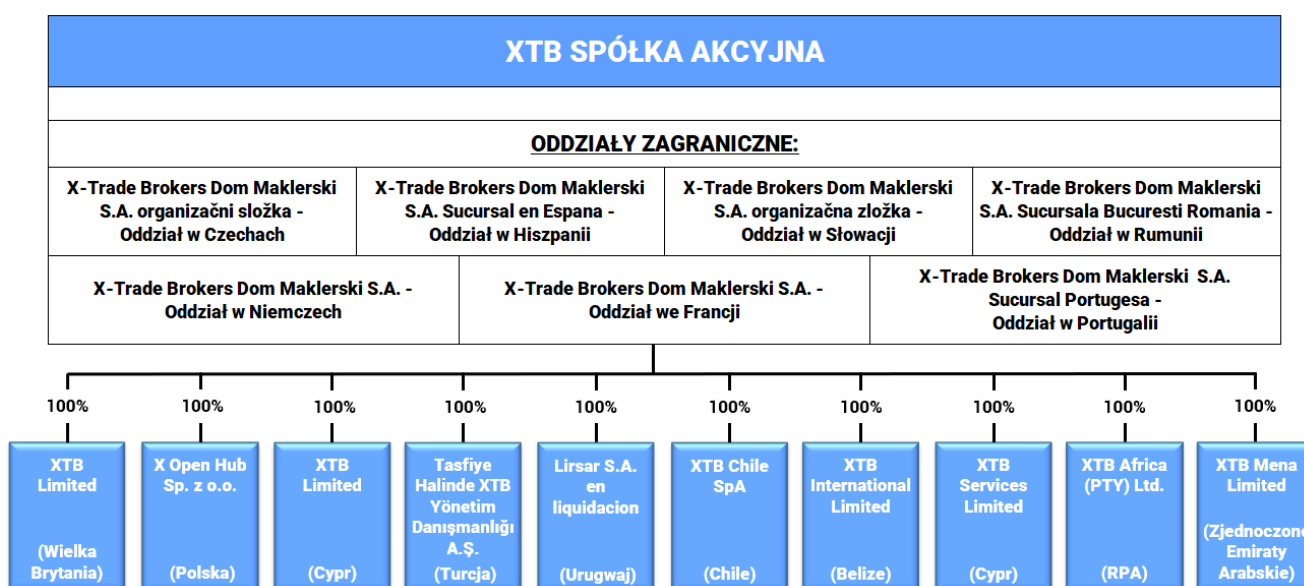 XTB SPÓŁKA AKCYJNA
ODDZIAŁY ZAGRANICZNE:
X-Trade Brokers Dom Maklerski
S.A. organizačni složka -
Oddział w Czechach
X-Trade Brokers Dom Maklerski
S.A. Sucursal en Espana -
Oddział w Hiszpanii
X-Trade Brokers Dom Maklerski
S.A. organizačna zložka -
Oddział w Słowacji
X-Trade Brokers Dom Maklerski
S.A. Sucursala Bucuresti Romania -
Oddział w Rumunii
X-Trade Brokers Dom Maklerski S.A. -
Oddział w Niemczech
X-Trade Brokers Dom Maklerski S.A. -
Oddział we Francji
X-Trade Brokers Dom Maklerski S.A.
Sucursal Portugesa -
Oddział w Portugalii
100%
100%
100%
100%
100%
100%
100%
100%
100%
100%
XTB
Limited
(Wielka
Brytania)
X Open Hub
Sp. z o.o.
(Polska)
XTB
Limited
(Cypr)
Tasfiye
Halinde XTB
Yönetim
Danışmanlığı
A.Ş.
(Turcja)
Lirsar S.A.
en
liquidacion
(Urugwaj)
XTB Chile
SpA
(Chile)
XTB
International
Limited
(Belize)
XTB
Services
Limited
(Cypr)
XTB Africa
(PTY) Ltd.
(RPA)
XTB Mena
Limited
(Zjednoczone
Emiraty
Arabskie)